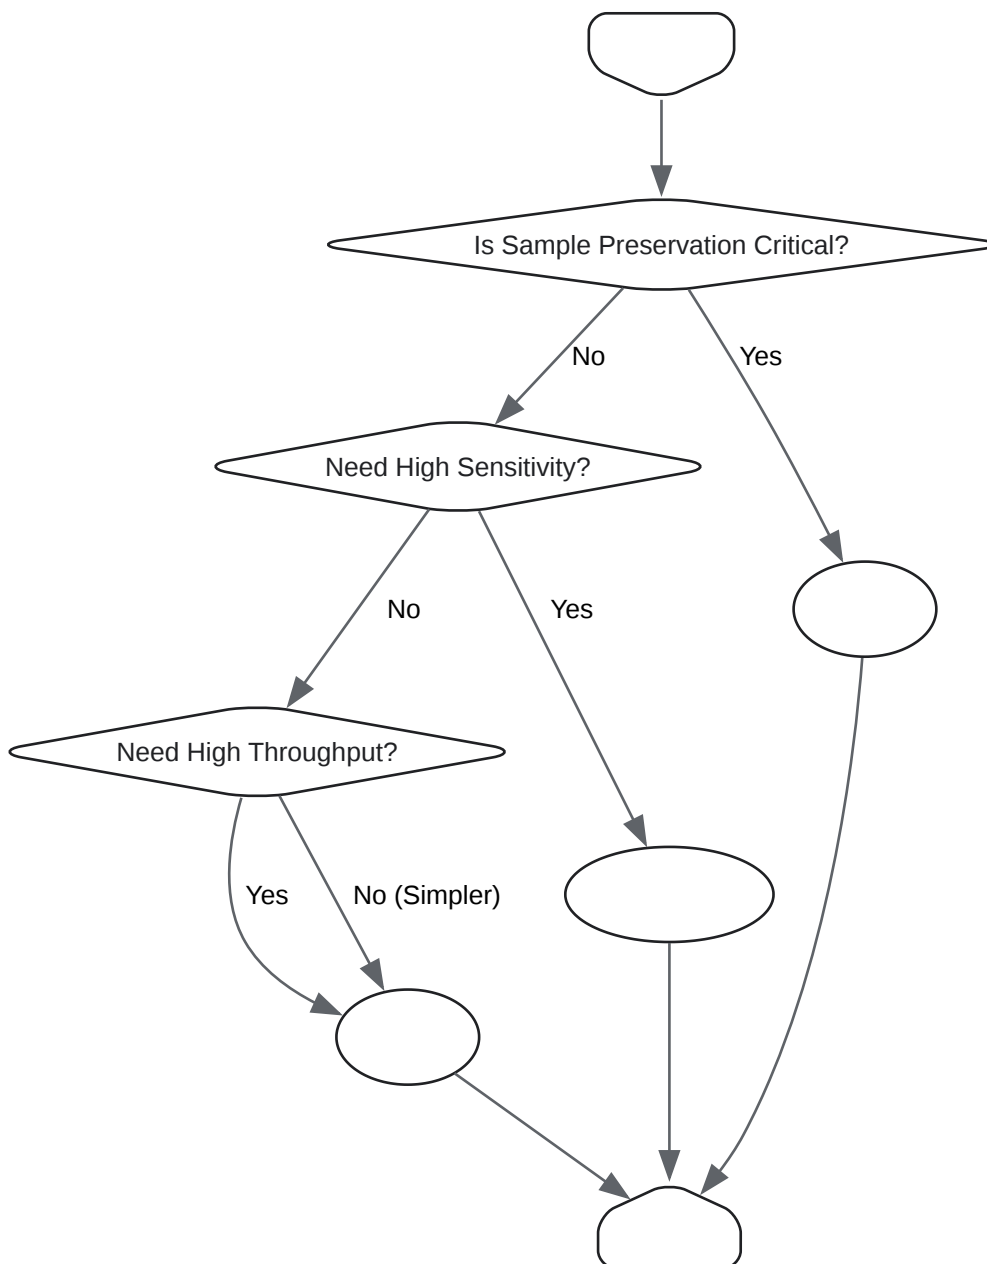 Is Sample Preservation Critical?
No
Yes
Need High Sensitivity?
No
Yes
Need High Throughput?
Yes
No (Simpler)